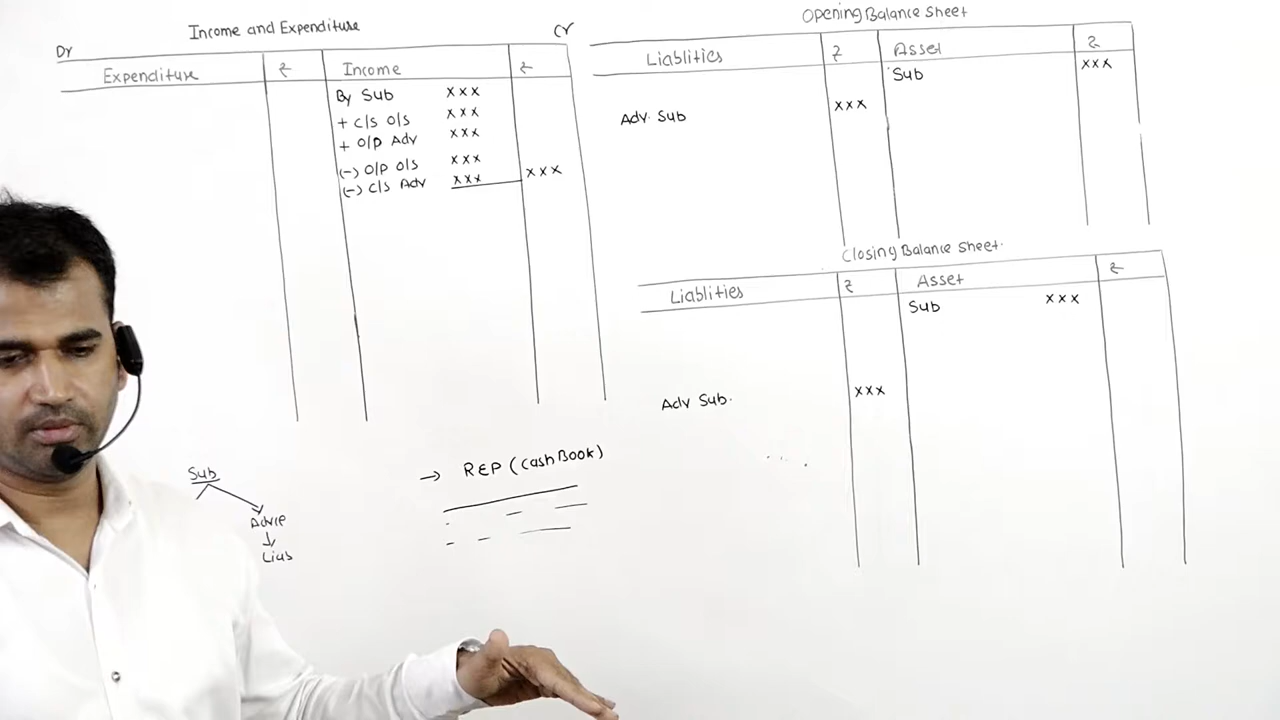 Income and Expenditure
Dr
Cr
Expenditure ₹ Income ₹
By Sub xxx
+ c/s o/s xxx
+ o/p Adv xxx
(-) o/p o/s xxx
(-) c/s Adv xxx xxx
Opening Balance Sheet
Liablities ₹ Asset ₹
Sub xxx
Adv. Sub xxx
Closing Balance Sheet.
Liablities ₹ Asset ₹
Sub xxx
Adv Sub. xxx
Sub
Advce
Liab
→ REP (cash Book)